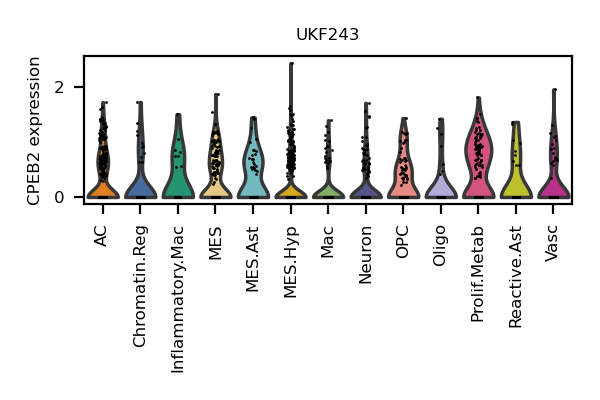 UKF243
CPEB2 expression
2
0
AC
Chromatin.Reg
Inflammatory.Mac
MES
MES.Ast
MES.Hyp
Mac
Neuron
OPC
Oligo
Prolif.Metab
Reactive.Ast
Vasc